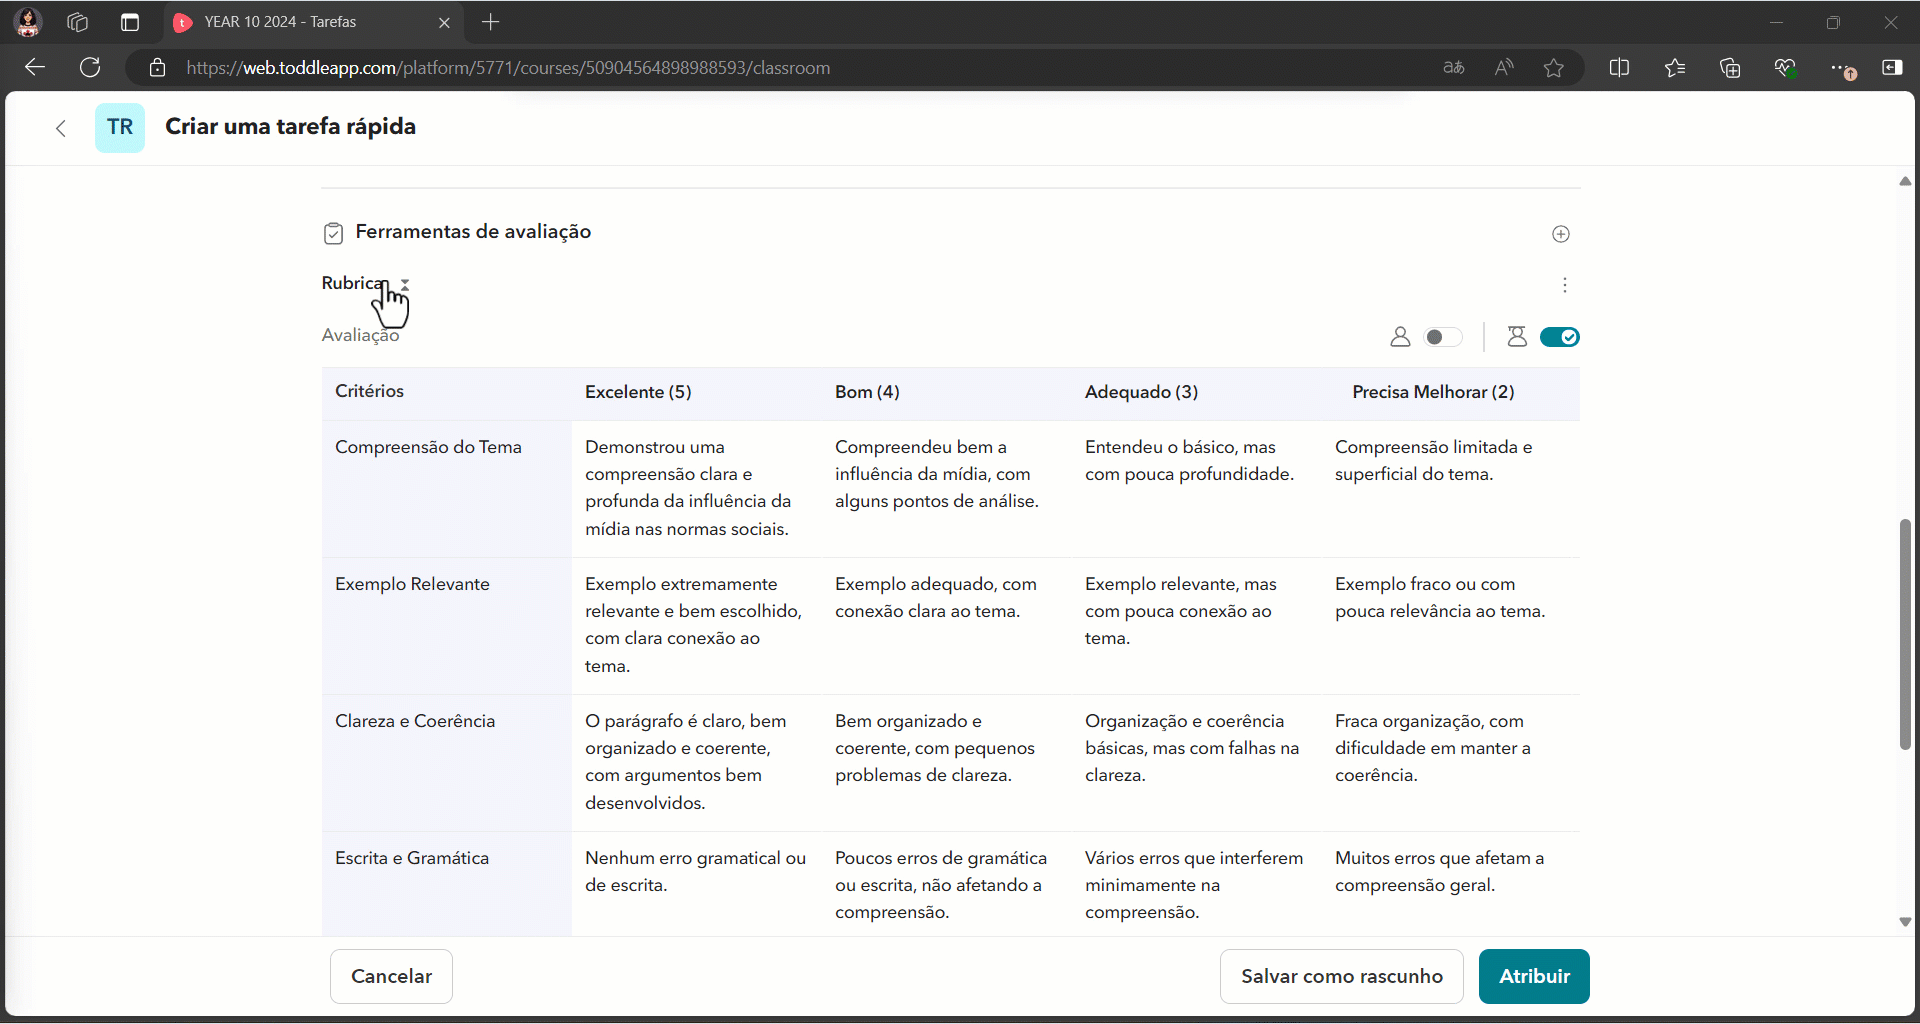 YEAR 10 2024 - Tarefas
https://web.toddleapp.com/platform/5771/courses/50904564898988593/classroom
TR
Criar uma tarefa rápida
Ferramentas de avaliação
Rubrica
Avaliação
Critérios
Excelente (5)
Bom (4)
Adequado (3)
Precisa Melhorar (2)
Compreensão do Tema
Demonstrou uma
compreensão clara e
profunda da influência da
mídia nas normas sociais.
Compreendeu bem a
influência da mídia, com
alguns pontos de análise.
Entendeu o básico, mas
com pouca profundidade.
Compreensão limitada e
superficial do tema.
Exemplo Relevante
Exemplo extremamente
relevante e bem escolhido,
com clara conexão ao
tema.
Exemplo adequado, com
conexão clara ao tema.
Exemplo relevante, mas
com pouca conexão ao
tema.
Exemplo fraco ou com
pouca relevância ao tema.
Clareza e Coerência
O parágrafo é claro, bem
organizado e coerente,
com argumentos bem
desenvolvidos.
Bem organizado e
coerente, com pequenos
problemas de clareza.
Organização e coerência
básicas, mas com falhas na
clareza.
Fraca organização, com
dificuldade em manter a
coerência.
Escrita e Gramática
Nenhum erro gramatical ou
de escrita.
Poucos erros de gramática
ou escrita, não afetando a
compreensão.
Vários erros que interferem
minimamente na
compreensão.
Muitos erros que afetam a
compreensão geral.
Cancelar
Salvar como rascunho
Atribuir